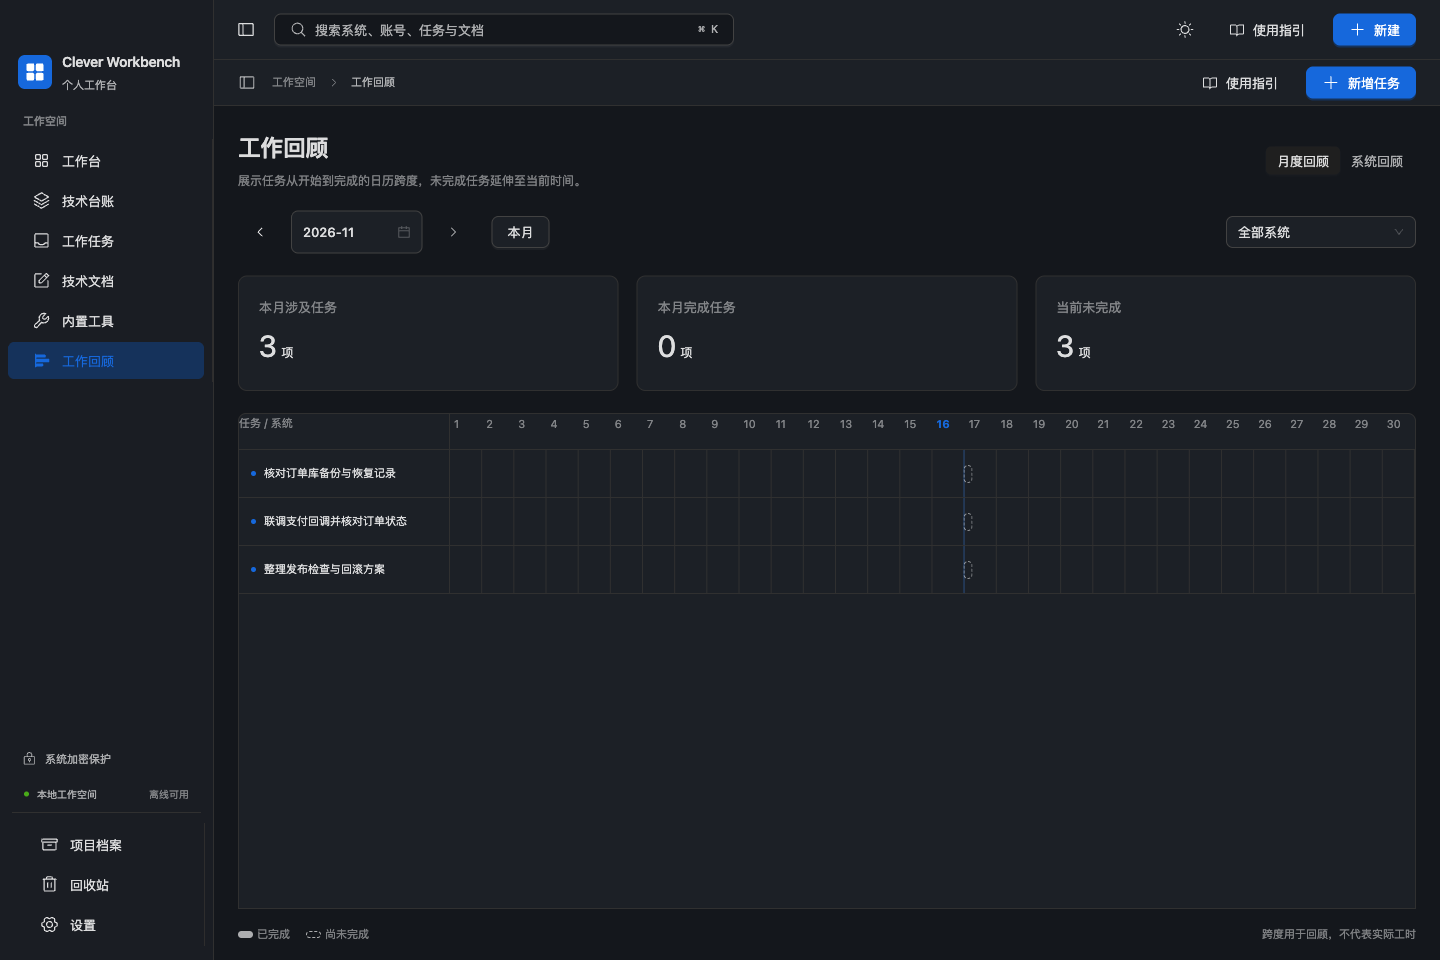 Clever Workbench
个人工作台
工作空间
工作台
技术台账
工作任务
技术文档
内置工具
工作回顾
系统加密保护
本地工作空间 离线可用
项目档案
回收站
设置
搜索系统、账号、任务与文档 ⌘ K
使用指引
新建
工作空间 > 工作回顾
使用指引
新增任务
工作回顾
展示任务从开始到完成的日历跨度，未完成任务延伸至当前时间。
月度回顾 系统回顾
2026-11
本月
全部系统
本月涉及任务
3 项
本月完成任务
0 项
当前未完成
3 项
任务 / 系统 1 2 3 4 5 6 7 8 9 10 11 12 13 14 15 16 17 18 19 20 21 22 23 24 25 26 27 28 29 30
核对订单库备份与恢复记录
联调支付回调并核对订单状态
整理发布检查与回滚方案
已完成 尚未完成
跨度用于回顾，不代表实际工时